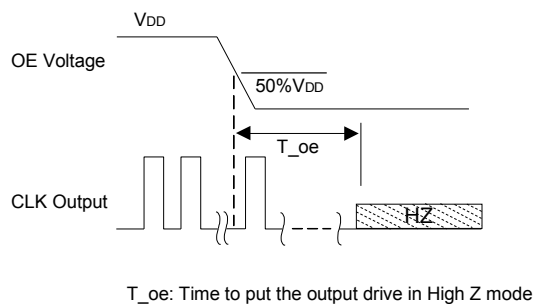 VDD
OE Voltage
50%VDD
T_oe
CLK Output
HZ
T_oe: Time to put the output drive in High Z mode